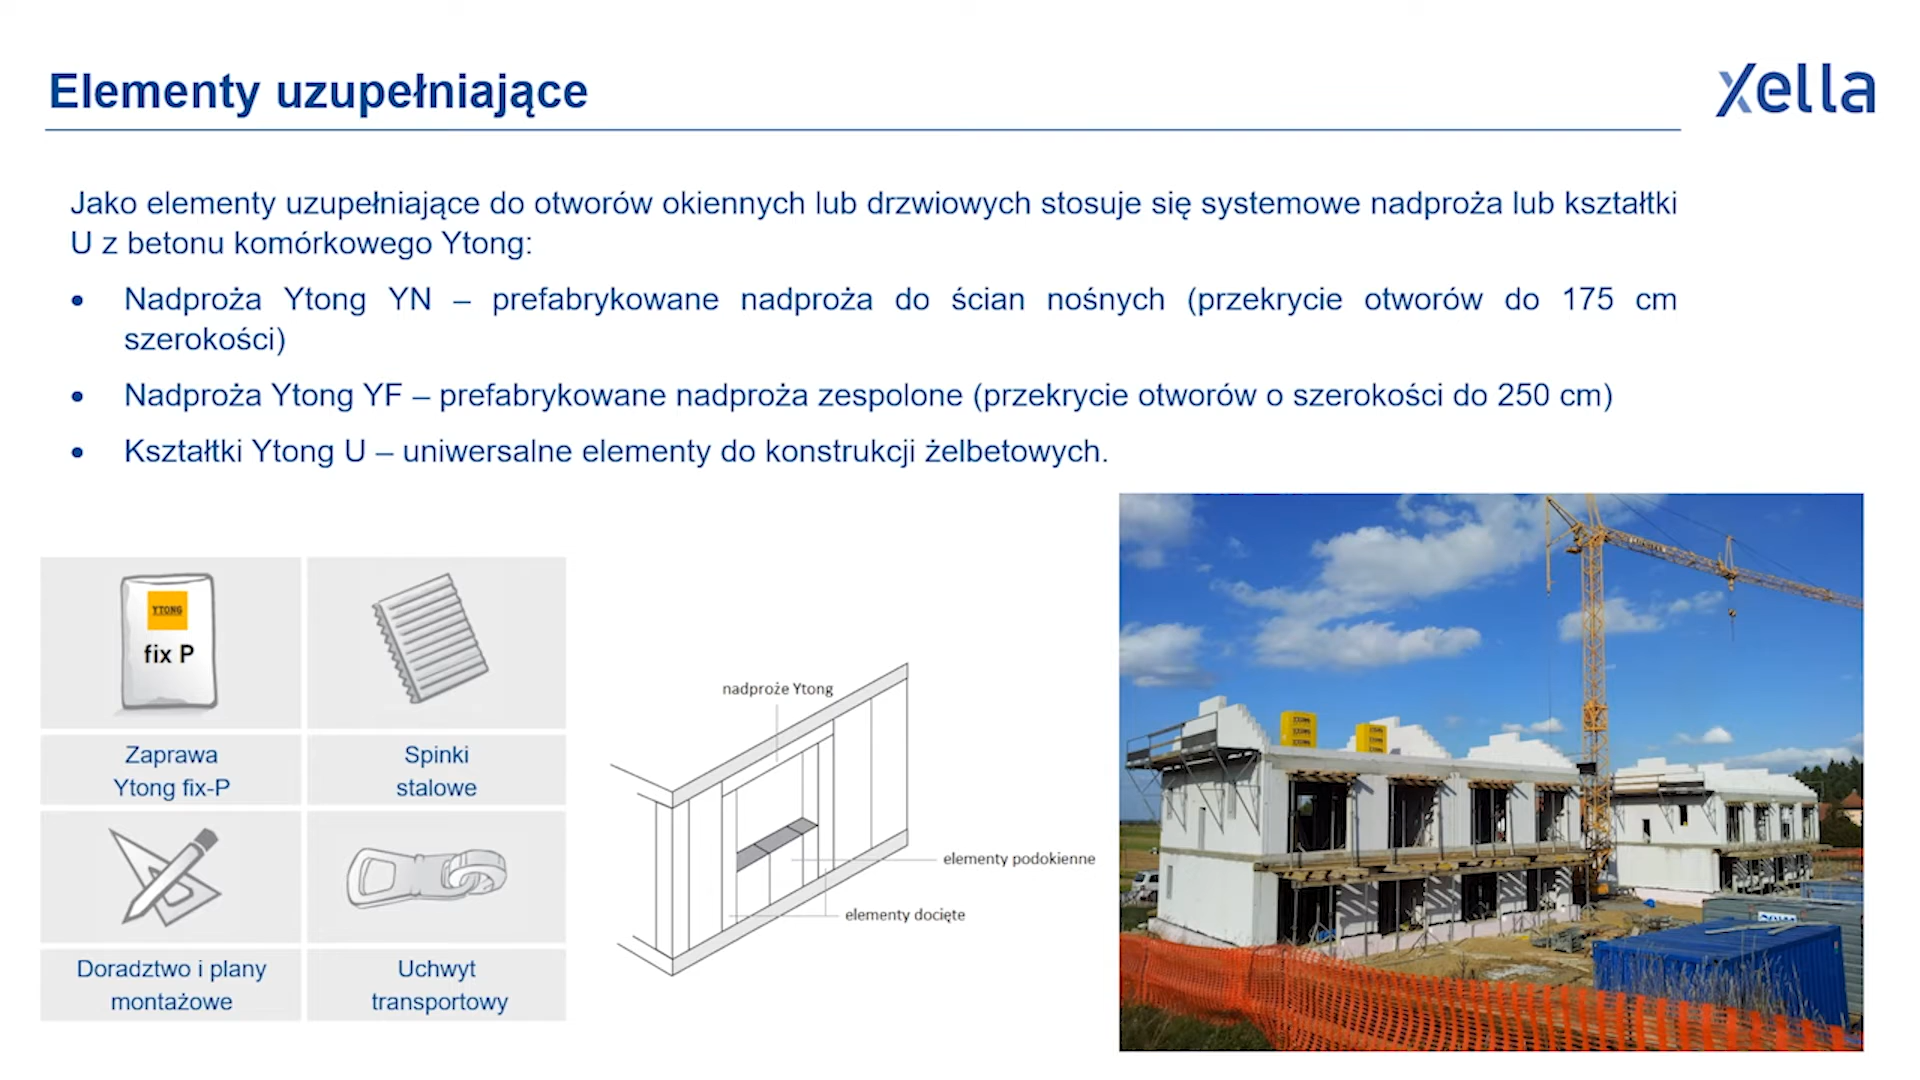 Elementy uzupełniające
Xella
Jako elementy uzupełniające do otworów okiennych lub drzwiowych stosuje się systemowe nadproża lub kształtki
U z betonu komórkowego Ytong:
• Nadproża Ytong YN – prefabrykowane nadproża do ścian nośnych (przekrycie otworów do 175 cm
szerokości)
• Nadproża Ytong YF – prefabrykowane nadproża zespolone (przekrycie otworów o szerokości do 250 cm)
• Kształtki Ytong U – uniwersalne elementy do konstrukcji żelbetowych.
YTONG
fix P
Zaprawa
Ytong fix-P
Spinki
stalowe
Doradztwo i plany
montażowe
Uchwyt
transportowy
nadproże Ytong
elementy podokienne
elementy docięte